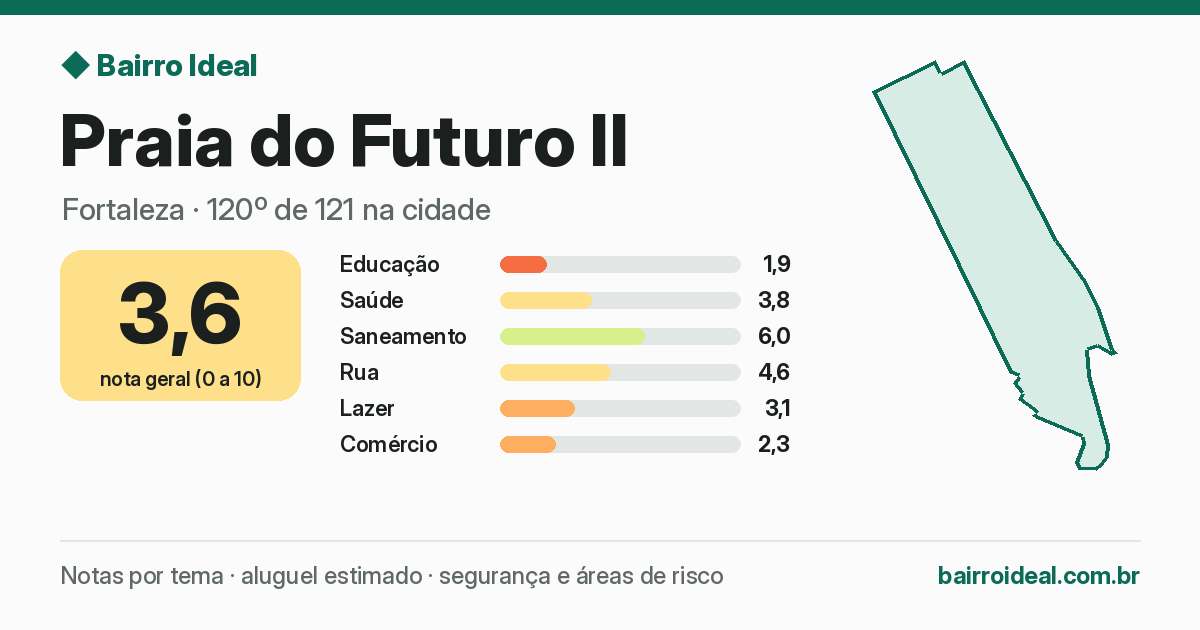 Bairro Ideal
Praia do Futuro II
Fortaleza · 120º de 121 na cidade
3,6
nota geral (0 a 10)
Educação 1,9
Saúde 3,8
Saneamento 6,0
Rua 4,6
Lazer 3,1
Comércio 2,3
Notas por tema · aluguel estimado · segurança e áreas de risco
bairroideal.com.br